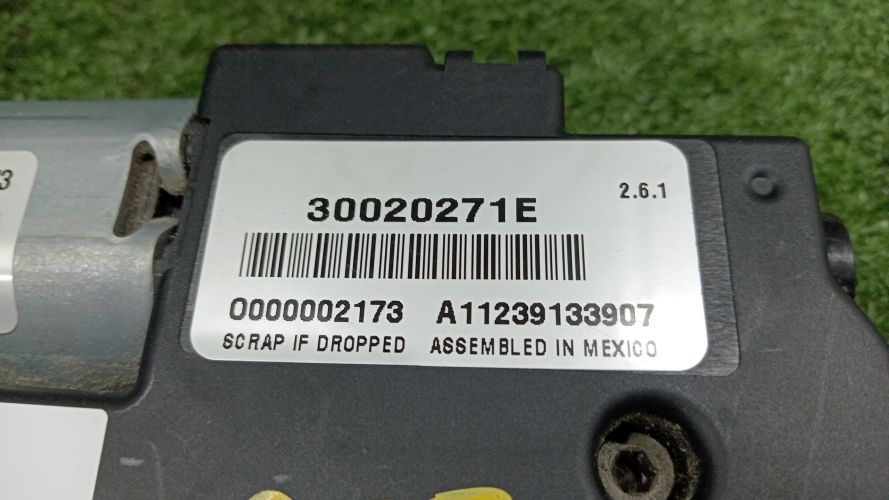 30020271E
2.6.1
0000002173 A11239133907
SCRAP IF DROPPED ASSEMBLED IN MEXICO